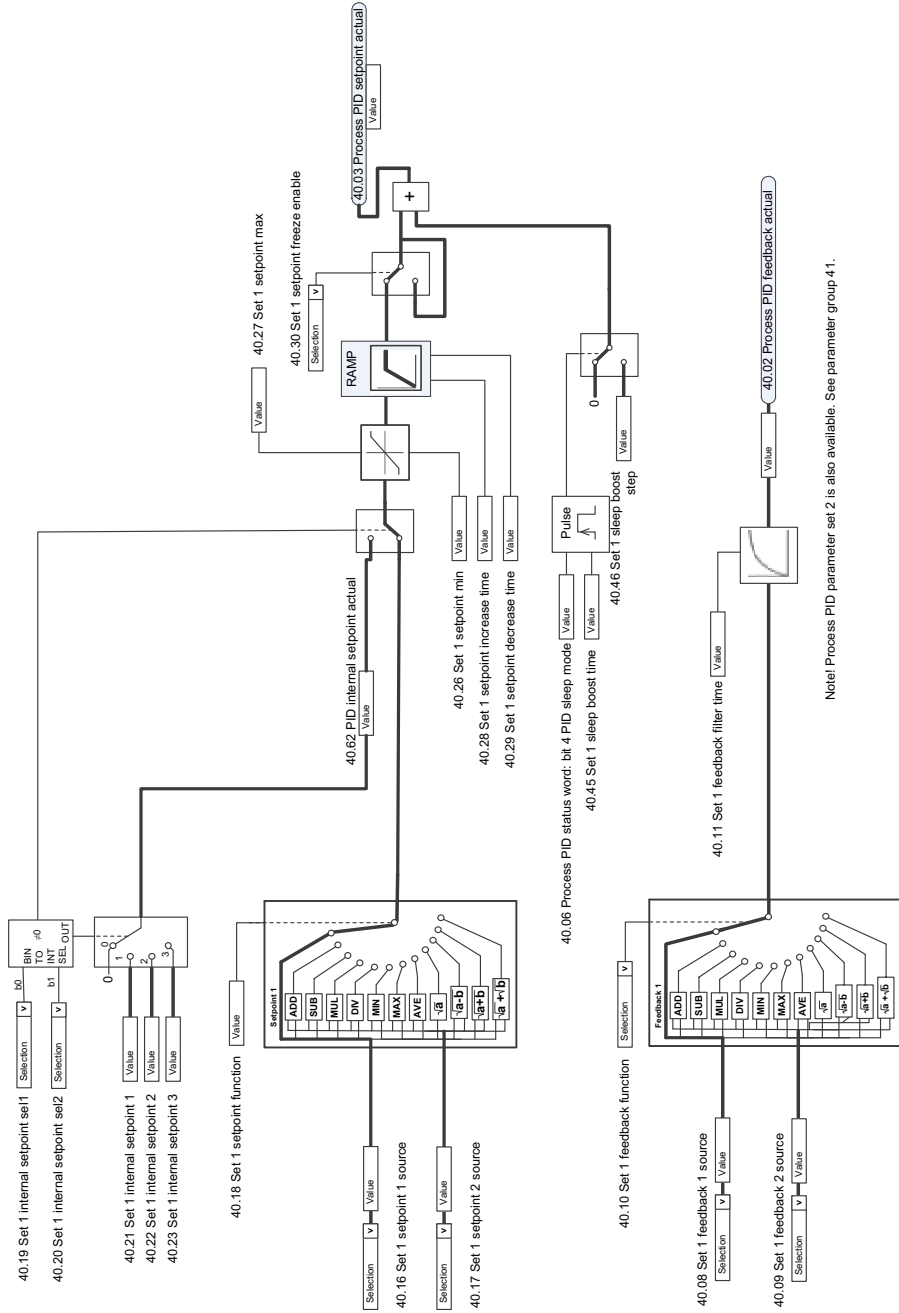 40.19 Set 1 internal setpoint sel1
Selection
v
b0
40.20 Set 1 internal setpoint sel2
Selection
v
b1
BIN
TO
INT
SEL
≠0
OUT
40.21 Set 1 internal setpoint 1
Value
40.22 Set 1 internal setpoint 2
Value
40.23 Set 1 internal setpoint 3
Value
0
0
1
2
3
40.62 PID internal setpoint actual
Value
40.18 Set 1 setpoint function
Value
Setpoint 1
ADD
SUB
MUL
DIV
MIN
MAX
AVE
√a
√a-b
√a+b
√a +√b
Selection
v
Value
40.16 Set 1 setpoint 1 source
Selection
v
Value
40.17 Set 1 setpoint 2 source
40.27 Set 1 setpoint max
Value
40.30 Set 1 setpoint freeze enable
Selection
v
RAMP
40.03 Process PID setpoint actual
Value
+
40.26 Set 1 setpoint min
Value
40.28 Set 1 setpoint increase time
Value
40.29 Set 1 setpoint decrease time
Value
40.06 Process PID status word: bit 4 PID sleep mode
Value
40.45 Set 1 sleep boost time
Value
Pulse
0
Value
40.46 Set 1 sleep boost
step
40.10 Set 1 feedback function
Selection
v
Feedback 1
ADD
SUB
MUL
DIV
MIN
MAX
AVE
√a
√a-b
√a+b
√a +√b
40.08 Set 1 feedback 1 source
Selection
v
Value
40.09 Set 1 feedback 2 source
Selection
v
Value
40.11 Set 1 feedback filter time
Value
Value
40.02 Process PID feedback actual
Note! Process PID parameter set 2 is also available. See parameter group 41.